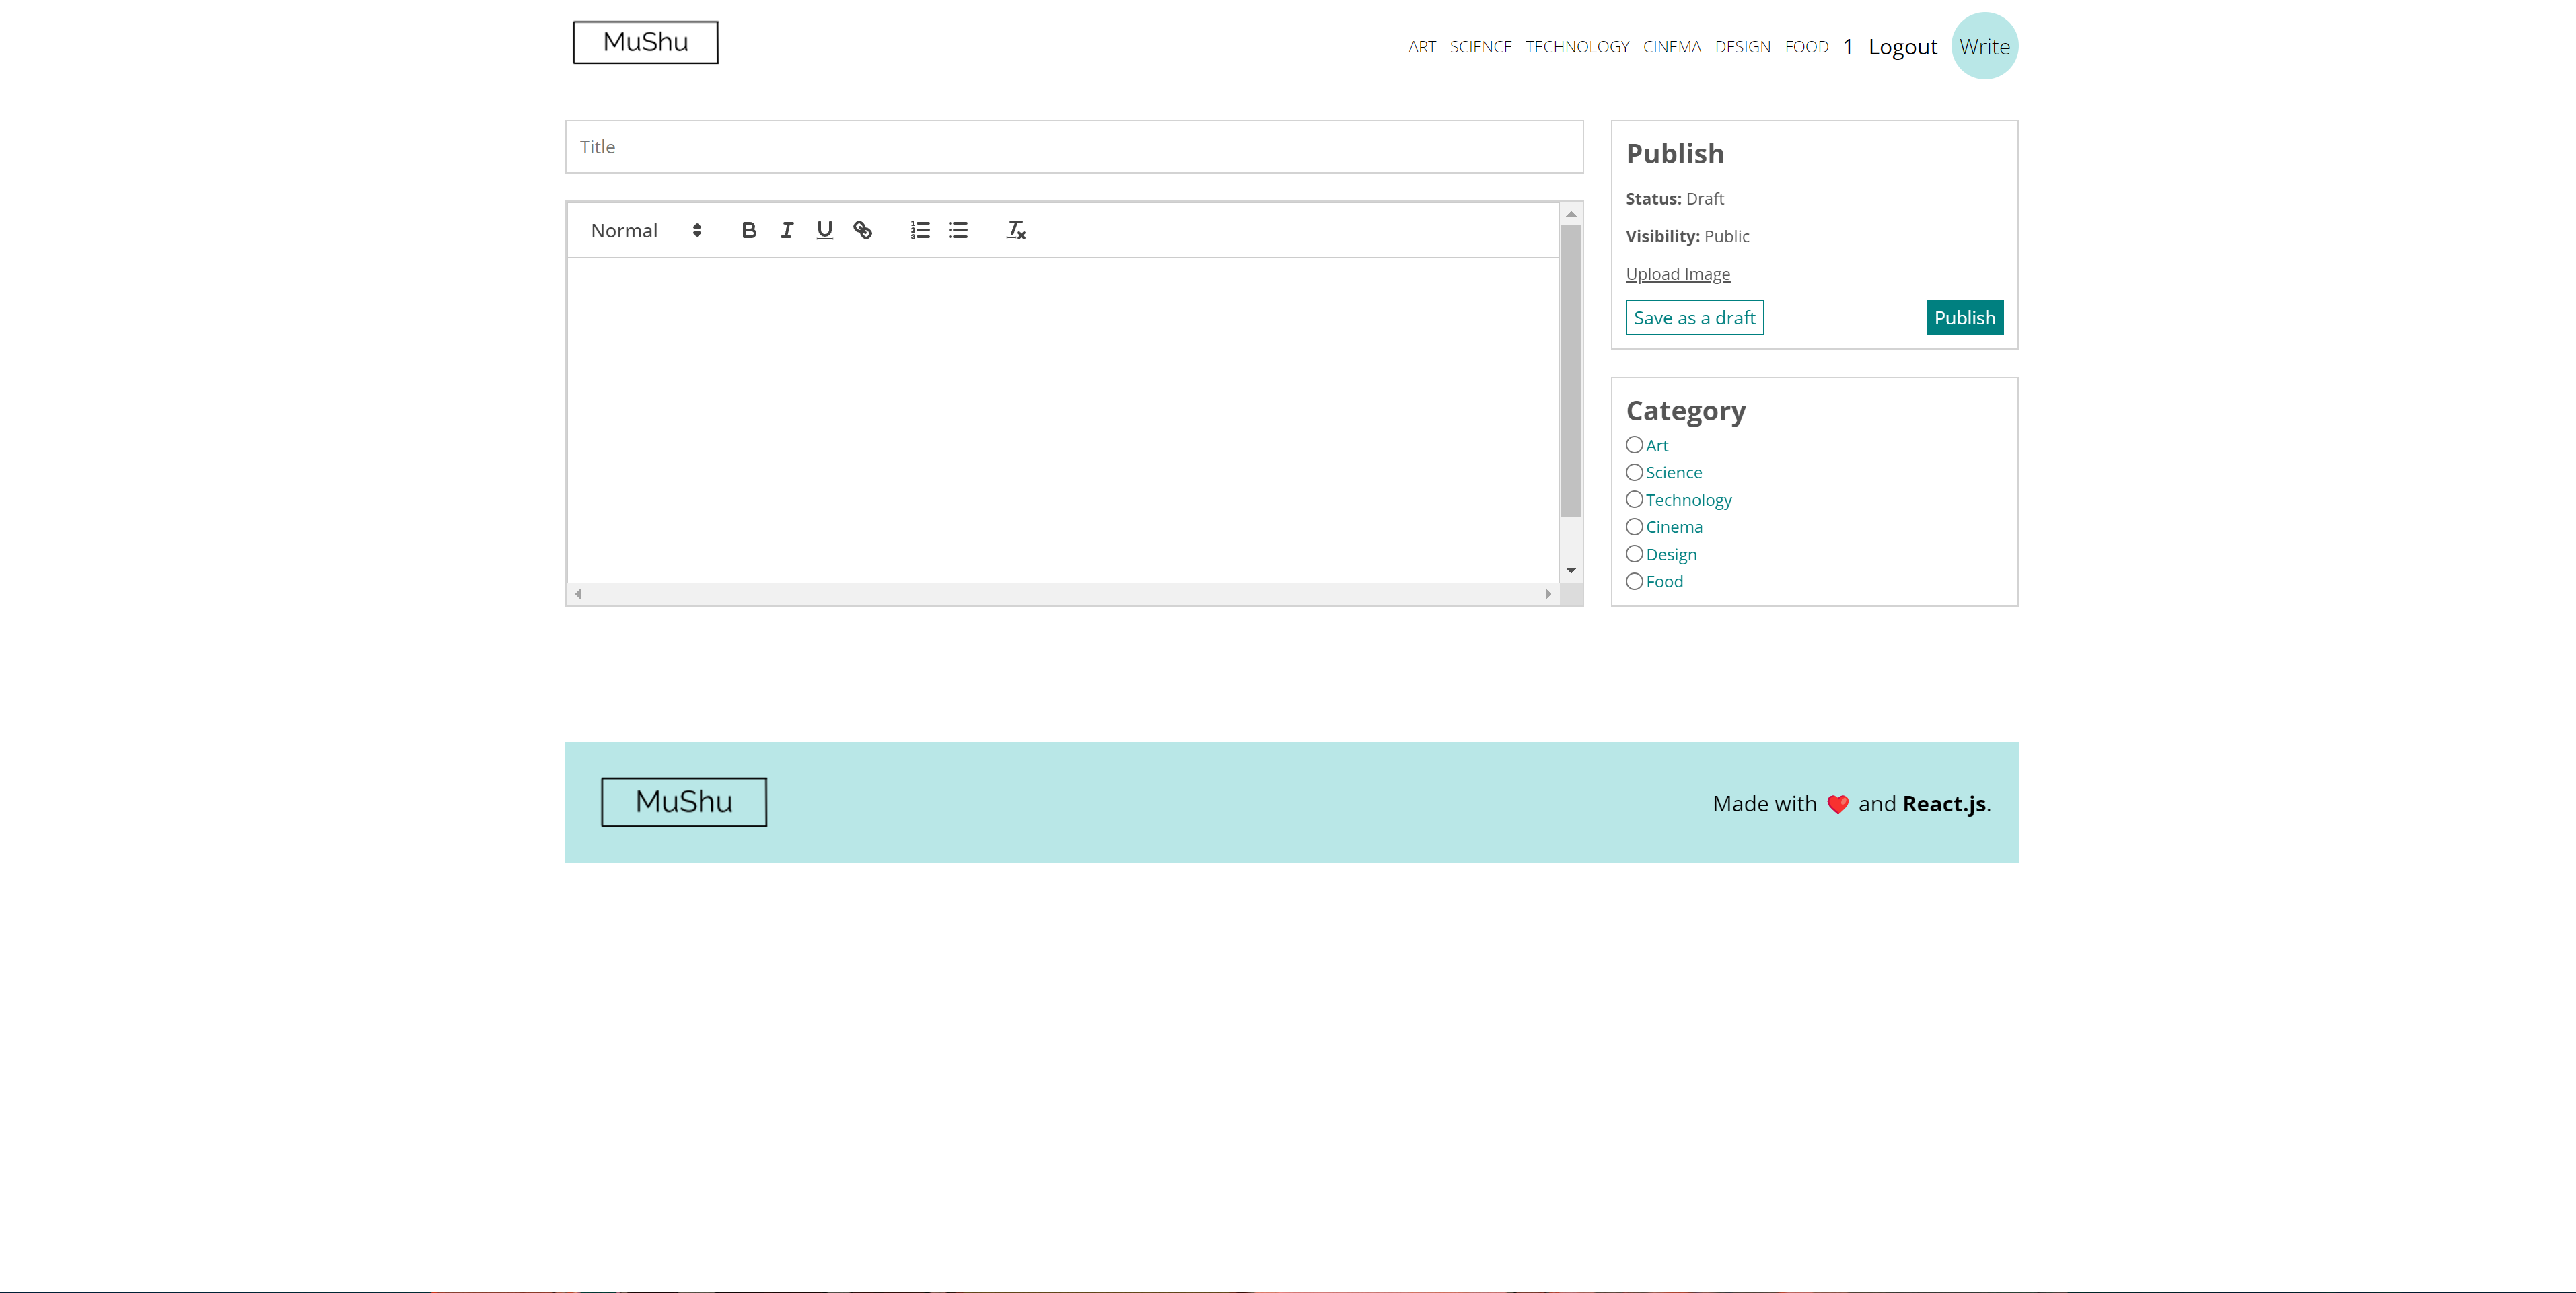 MuShu
ART SCIENCE TECHNOLOGY CINEMA DESIGN FOOD 1 Logout Write
Title
Normal
Publish
Status: Draft
Visibility: Public
Upload Image
Save as a draft Publish
Category
Art
Science
Technology
Cinema
Design
Food
MuShu
Made with ❤️ and React.js.